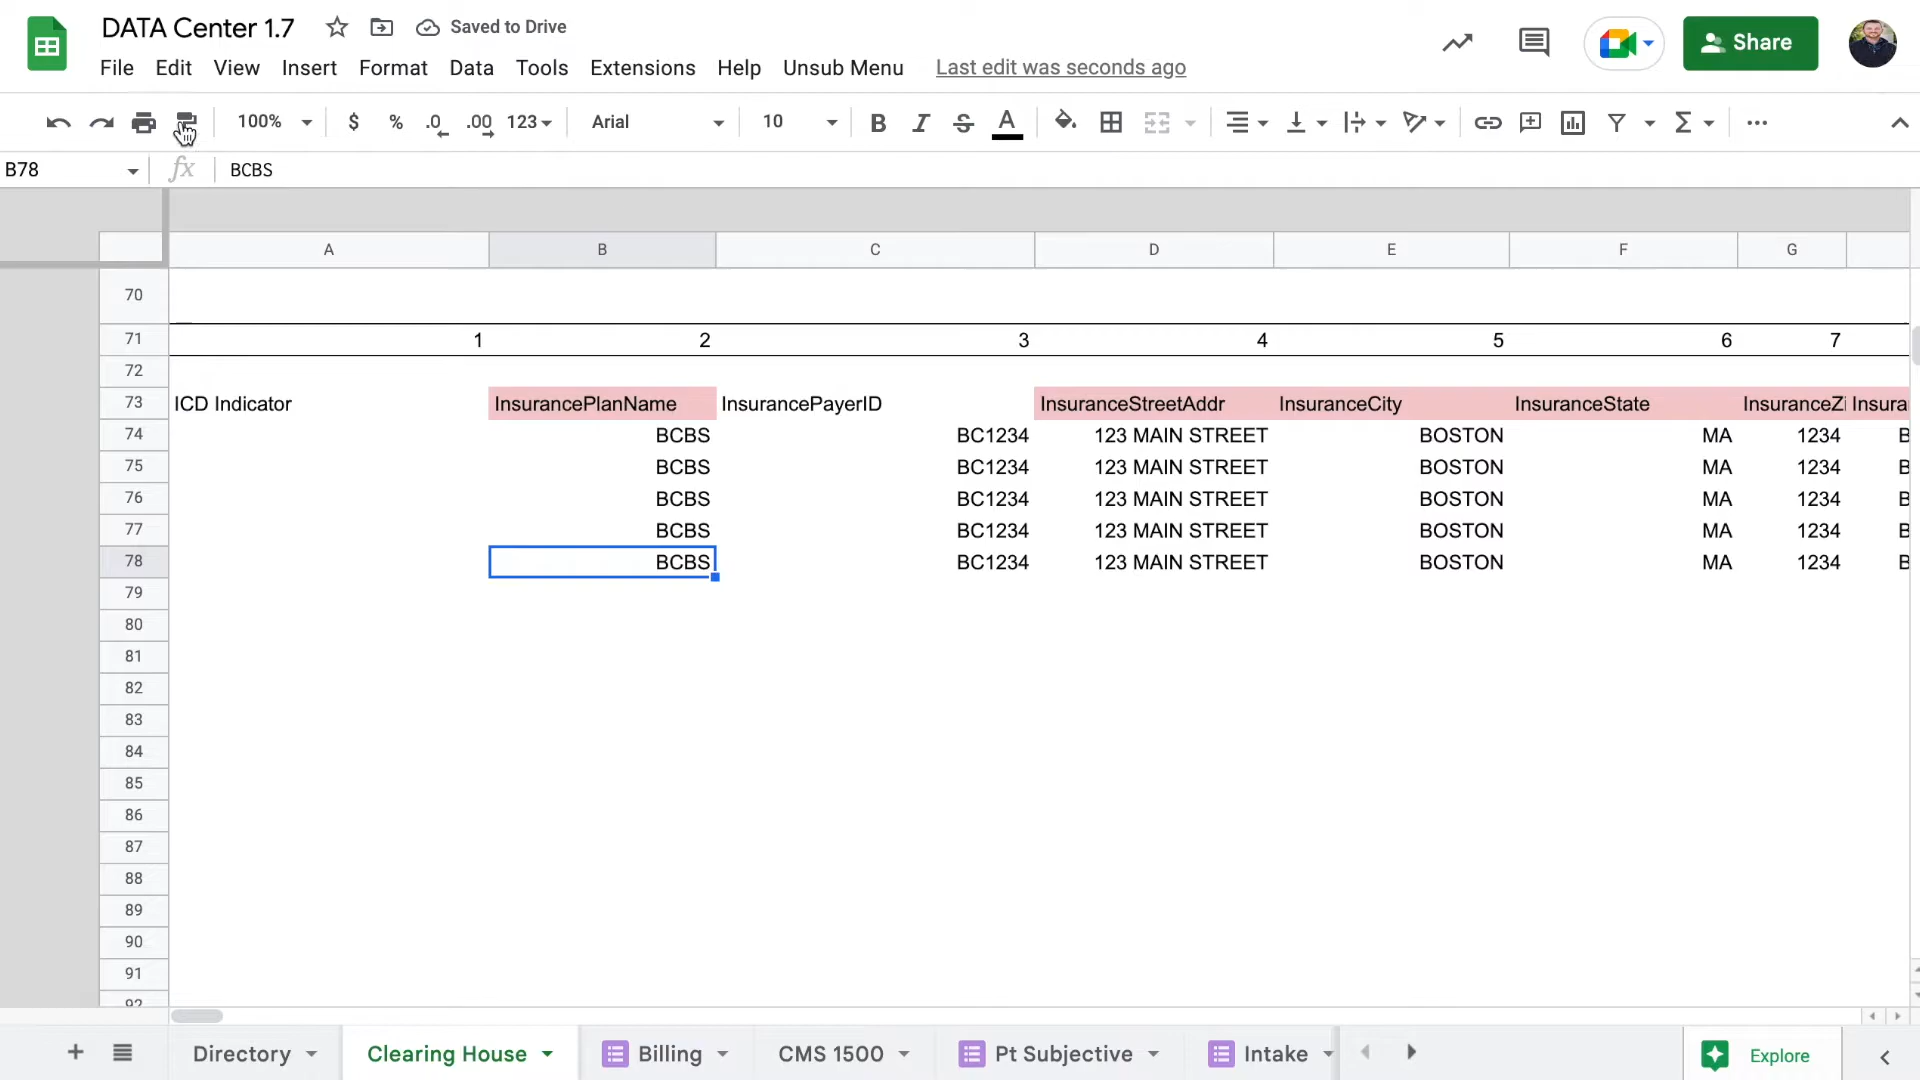 DATA Center 1.7 Saved to Drive Share
File Edit View Insert Format Data Tools Extensions Help Unsub Menu Last edit was seconds ago
100% $ % .0 .00 123 Arial 10 B I S A Σ
B78 fx BCBS
A B C D E F G
70
71 1 2 3 4 5 6 7
72
73 ICD Indicator InsurancePlanName InsurancePayerID InsuranceStreetAddr InsuranceCity InsuranceState InsuranceZi Insura
74 BCBS BC1234 123 MAIN STREET BOSTON MA 1234 B
75 BCBS BC1234 123 MAIN STREET BOSTON MA 1234 B
76 BCBS BC1234 123 MAIN STREET BOSTON MA 1234 B
77 BCBS BC1234 123 MAIN STREET BOSTON MA 1234 B
78 BCBS BC1234 123 MAIN STREET BOSTON MA 1234 B
79
80
81
82
83
84
85
86
87
88
89
90
91
92
Directory Clearing House Billing CMS 1500 Pt Subjective Intake Explore